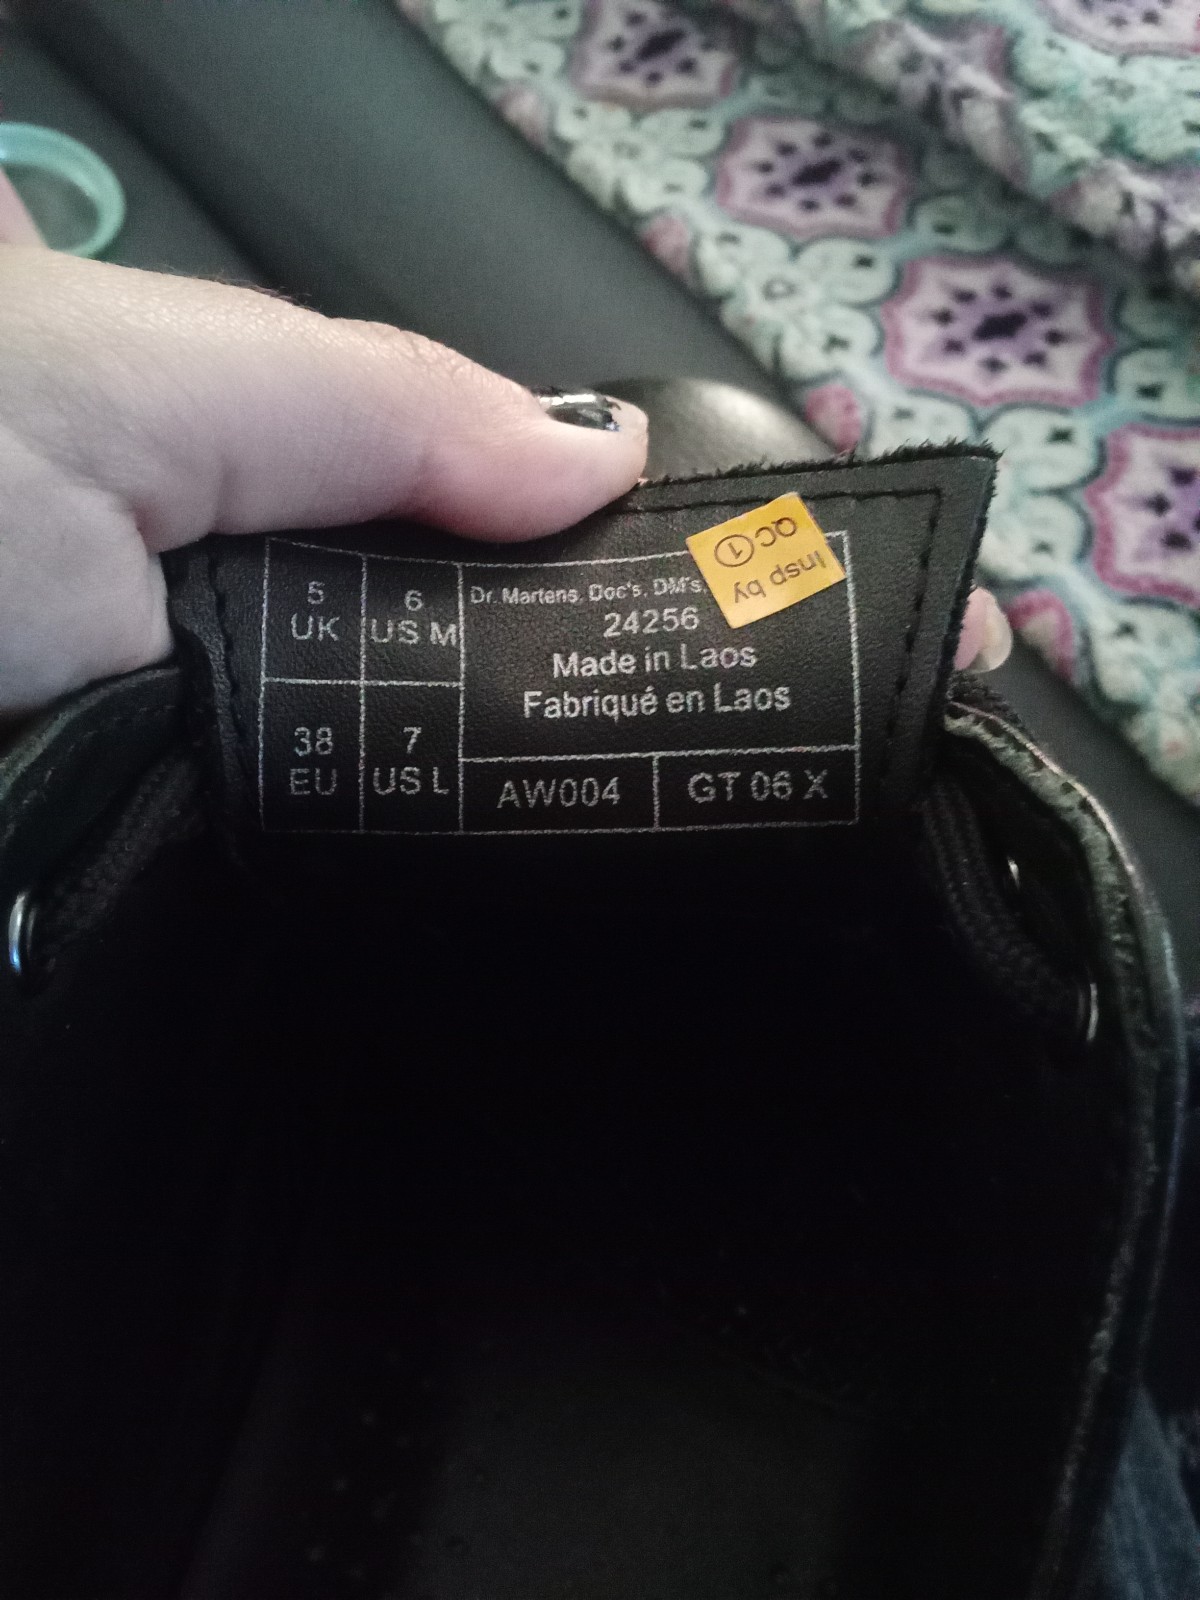 5
UK
6
US M
38
EU
7
US L
Dr. Martens. Doc's. DM's.
24256
Made in Laos
Fabriqué en Laos
AW004
GT 06 X
Insp by
QC 1